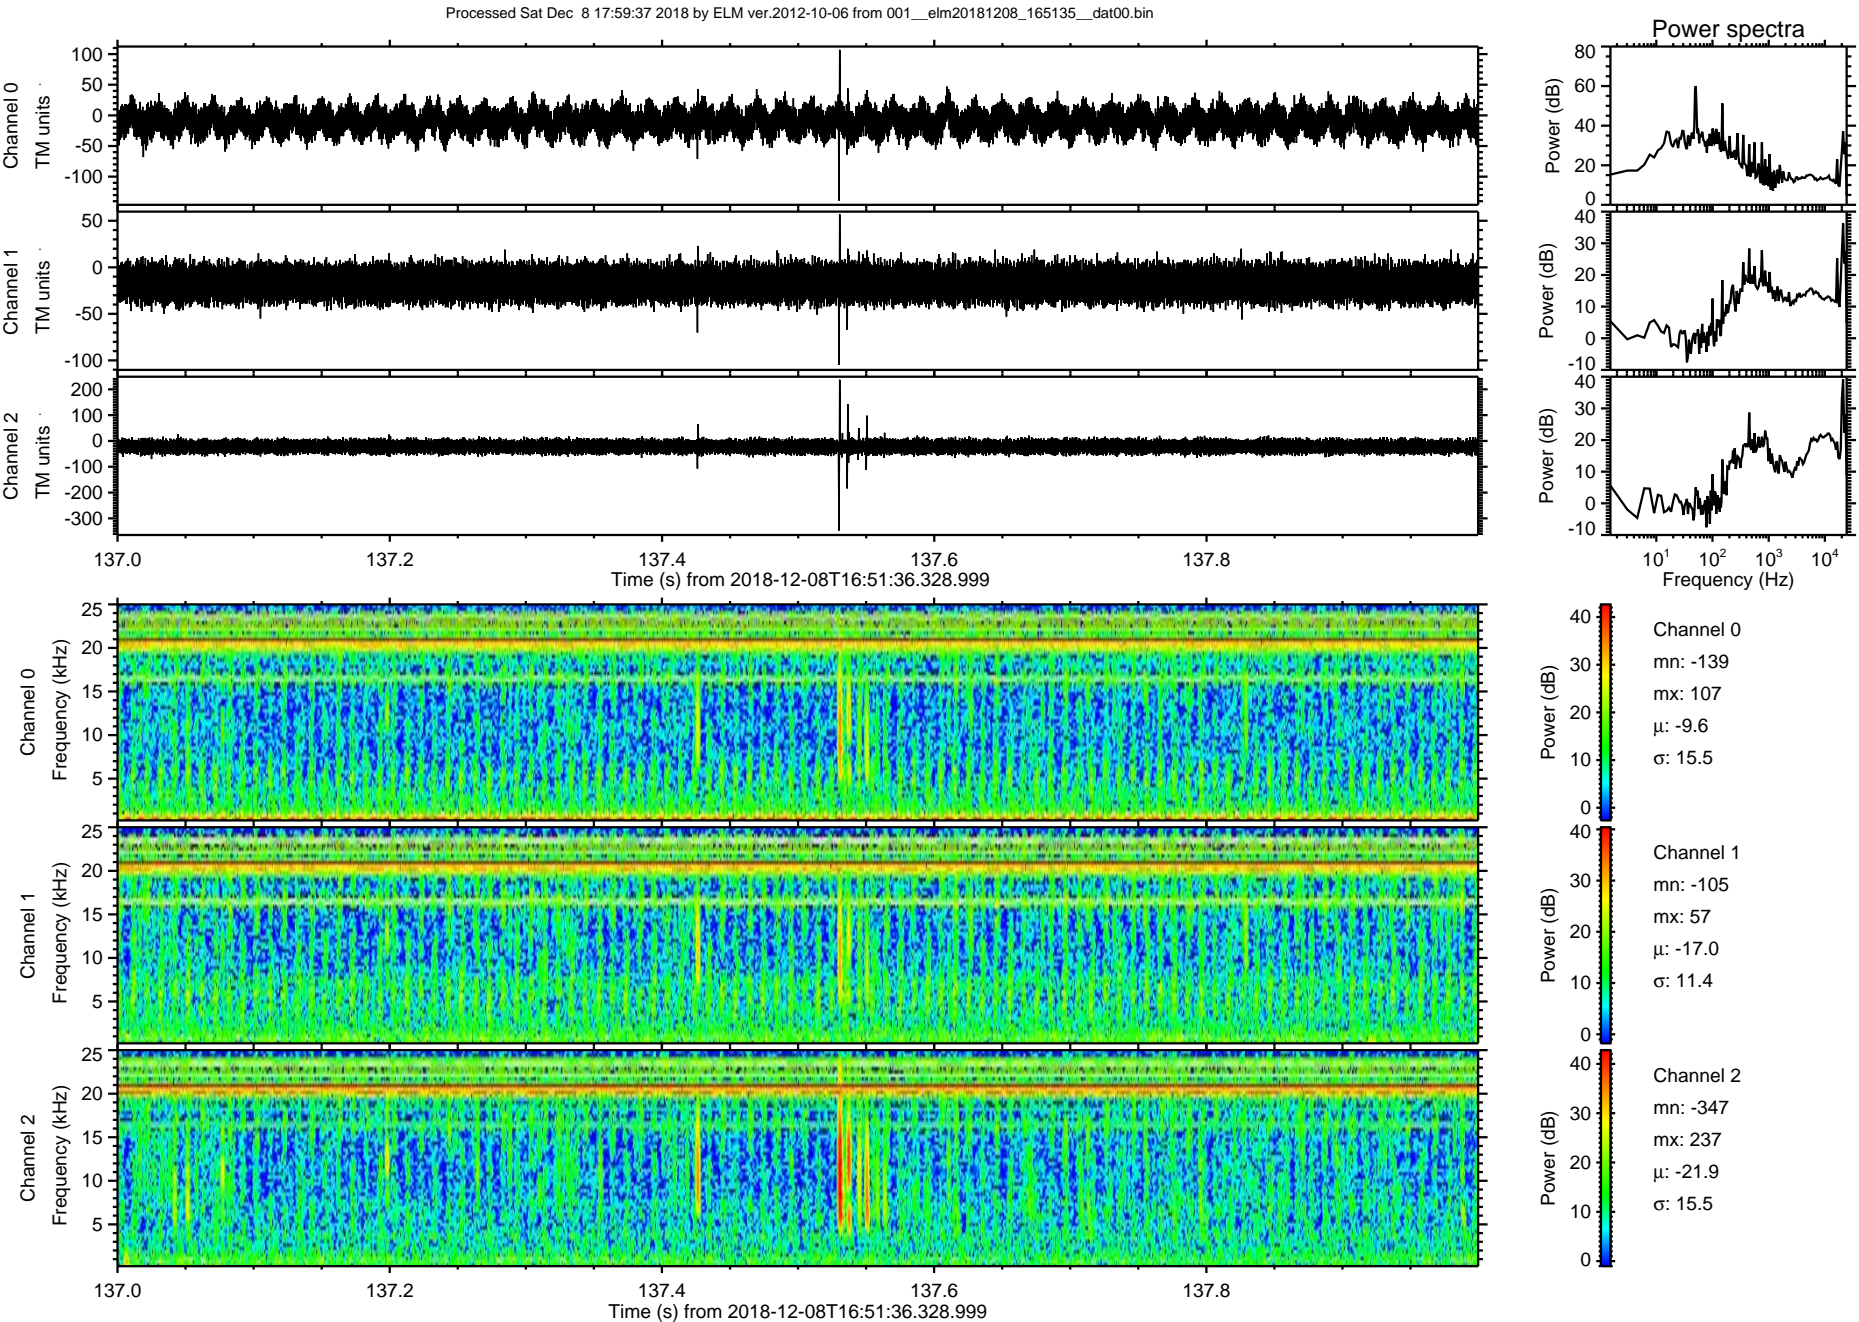 Processed Sat Dec  8 17:59:37 2018 by ELM ver.2012-10-06 from 001__elm20181208_165135__dat00.bin
Power spectra
Channel 0
TM units
100
50
0
-50
-100
Power (dB)
80
60
40
20
0
Channel 1
TM units
50
0
-50
-100
Power (dB)
40
30
20
10
0
-10
Channel 2
TM units
200
100
0
-100
-200
-300
Power (dB)
40
30
20
10
0
-10
137.0 137.2 137.4 137.6 137.8
Time (s) from 2018-12-08T16:51:36.328.999
10¹ 10² 10³ 10⁴
Frequency (Hz)
Channel 0
Frequency (kHz)
25
20
15
10
5
Power (dB)
40
30
20
10
0
Channel 0
mn: -139
mx: 107
μ: -9.6
σ: 15.5
Channel 1
Frequency (kHz)
25
20
15
10
5
Power (dB)
40
30
20
10
0
Channel 1
mn: -105
mx: 57
μ: -17.0
σ: 11.4
Channel 2
Frequency (kHz)
25
20
15
10
5
Power (dB)
40
30
20
10
0
Channel 2
mn: -347
mx: 237
μ: -21.9
σ: 15.5
137.0 137.2 137.4 137.6 137.8
Time (s) from 2018-12-08T16:51:36.328.999